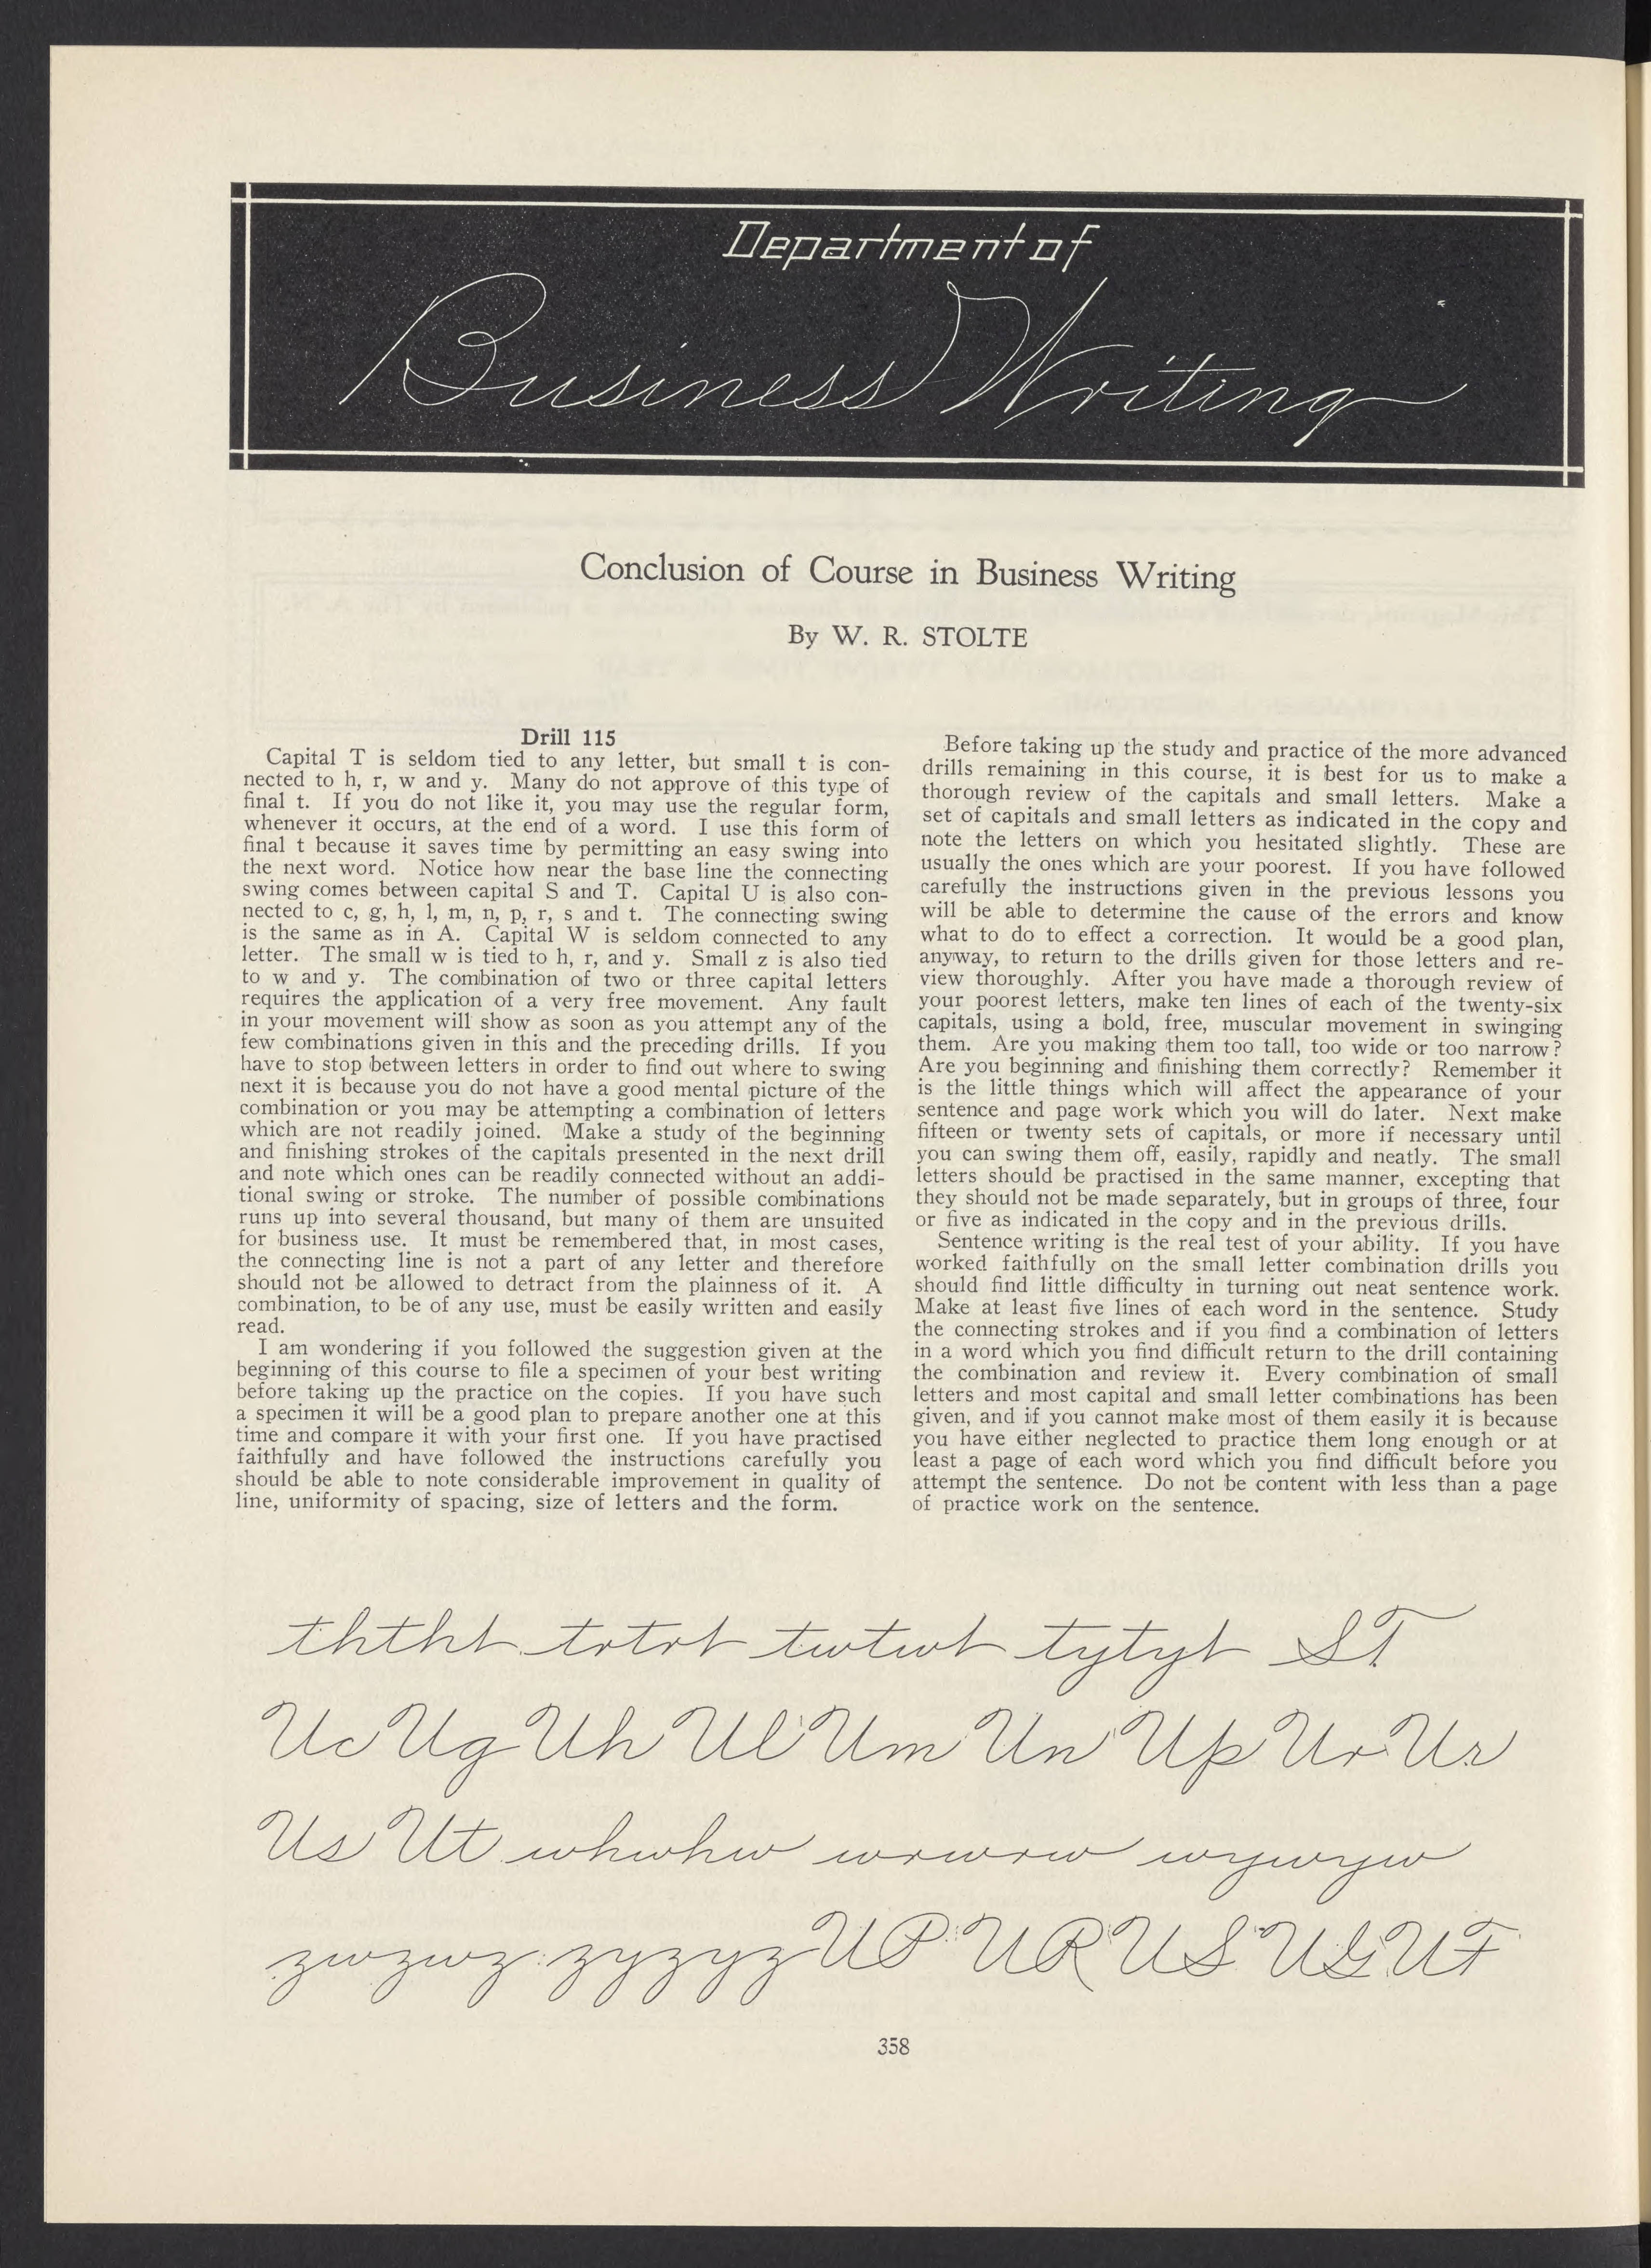 Department of
Business Writing
Conclusion of Course in Business Writing
By W. R. STOLTE
Drill 115
Capital T is seldom tied to any letter, but small t is con-
nected to h, r, w and y. Many do not approve of this type of
final t. If you do not like it, you may use the regular form,
whenever it occurs, at the end of a word. I use this form of
final t because it saves time by permitting an easy swing into
the next word. Notice how near the base line the connecting
swing comes between capital S and T. Capital U is also con-
nected to c, g, h, l, m, n, p, r, s and t. The connecting swing
is the same as in A. Capital W is seldom connected to any
letter. The small w is tied to h, r, and y. Small z is also tied
to w and y. The combination of two or three capital letters
requires the application of a very free movement. Any fault
in your movement will show as soon as you attempt any of the
few combinations given in this and the preceding drills. If you
have to stop between letters in order to find out where to swing
next it is because you do not have a good mental picture of the
combination or you may be attempting a combination of letters
which are not readily joined. Make a study of the beginning
and finishing strokes of the capitals presented in the next drill
and note which ones can be readily connected without an addi-
tional swing or stroke. The number of possible combinations
runs up into several thousand, but many of them are unsuited
for business use. It must be remembered that, in most cases,
the connecting line is not a part of any letter and therefore
should not be allowed to detract from the plainness of it. A
combination, to be of any use, must be easily written and easily
read.
I am wondering if you followed the suggestion given at the
beginning of this course to file a specimen of your best writing
before taking up the practice on the copies. If you have such
a specimen it will be a good plan to prepare another one at this
time and compare it with your first one. If you have practised
faithfully and have followed the instructions carefully you
should be able to note considerable improvement in quality of
line, uniformity of spacing, size of letters and the form.
Before taking up the study and practice of the more advanced
drills remaining in this course, it is best for us to make a
thorough review of the capitals and small letters. Make a
set of capitals and small letters as indicated in the copy and
note the letters on which you hesitated slightly. These are
usually the ones which are your poorest. If you have followed
carefully the instructions given in the previous lessons you
will be able to determine the cause of the errors and know
what to do to effect a correction. It would be a good plan,
anyway, to return to the drills given for those letters and re-
view thoroughly. After you have made a thorough review of
your poorest letters, make ten lines of each of the twenty-six
capitals, using a bold, free, muscular movement in swinging
them. Are you making them too tall, too wide or too narrow?
Are you beginning and finishing them correctly? Remember it
is the little things which will affect the appearance of your
sentence and page work which you will do later. Next make
fifteen or twenty sets of capitals, or more if necessary until
you can swing them off, easily, rapidly and neatly. The small
letters should be practised in the same manner, excepting that
they should not be made separately, but in groups of three, four
or five as indicated in the copy and in the previous drills.
Sentence writing is the real test of your ability. If you have
worked faithfully on the small letter combination drills you
should find little difficulty in turning out neat sentence work.
Make at least five lines of each word in the sentence. Study
the connecting strokes and if you find a combination of letters
in a word which you find difficult return to the drill containing
the combination and review it. Every combination of small
letters and most capital and small letter combinations has been
given, and if you cannot make most of them easily it is because
you have either neglected to practice them long enough or at
least a page of each word which you find difficult before you
attempt the sentence. Do not be content with less than a page
of practice work on the sentence.
ththt trtrt twtwt tytyt ST
Uc Ug Uh Ul Um Un Up Ur Ur
Us Ut whwhw wrwrw wywyw
zwzwz zyzyz UP UR US UG UF
358